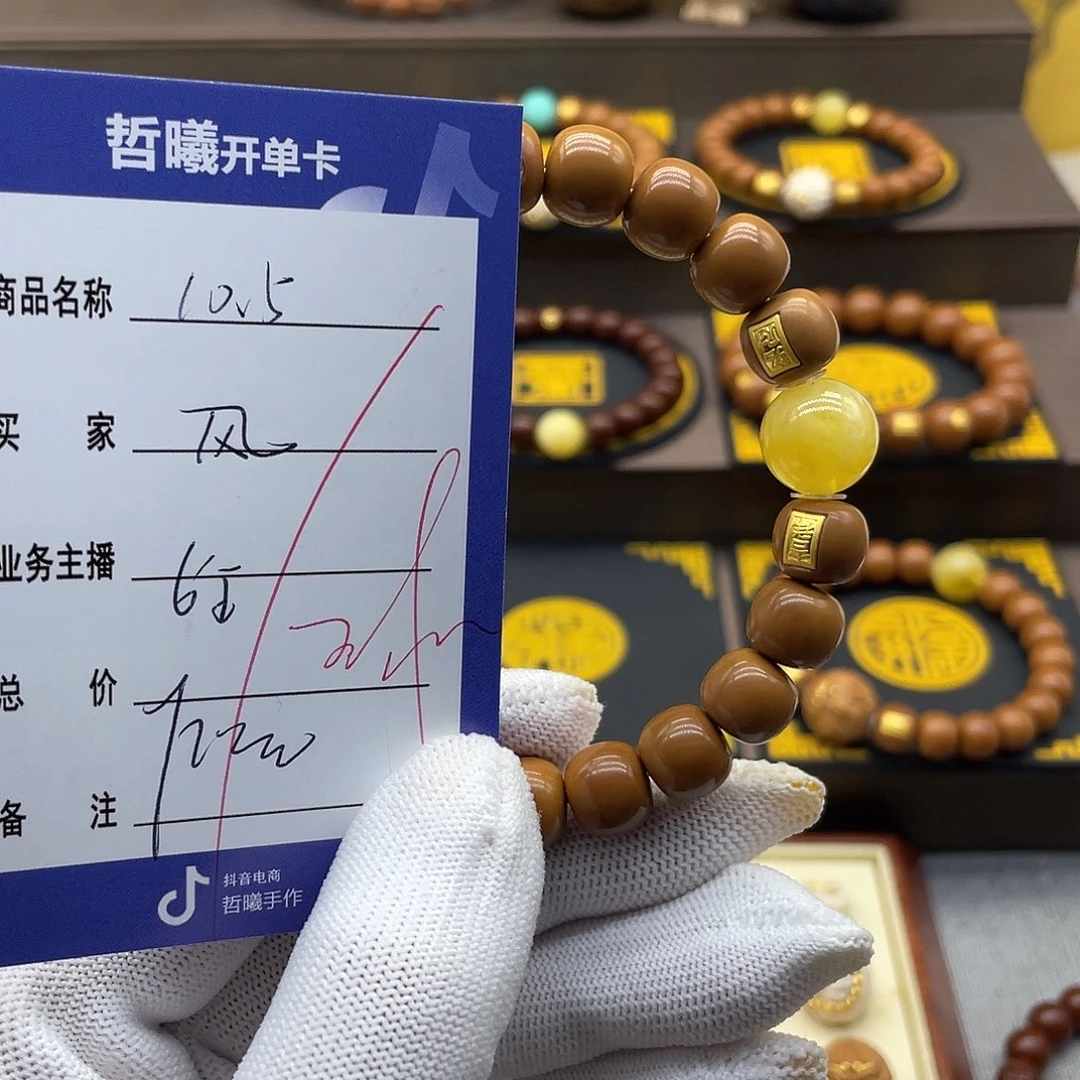 哲曦开单卡
商品名称 10.5
买家 风
业务主播
总价
备注
抖音电商
哲曦手作